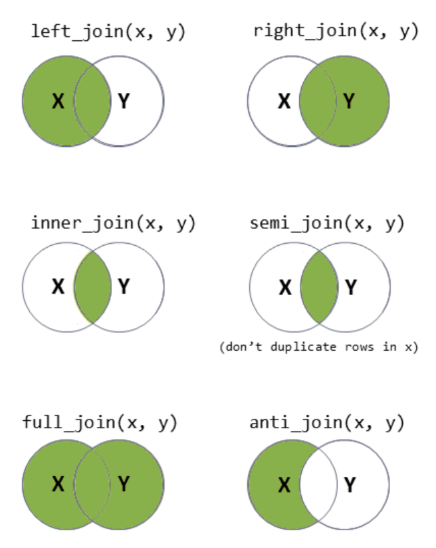 left_join(x, y)
right_join(x, y)
X Y
X Y
inner_join(x, y)
semi_join(x, y)
X Y
X Y
(don't duplicate rows in x)
full_join(x, y)
anti_join(x, y)
X Y
X Y